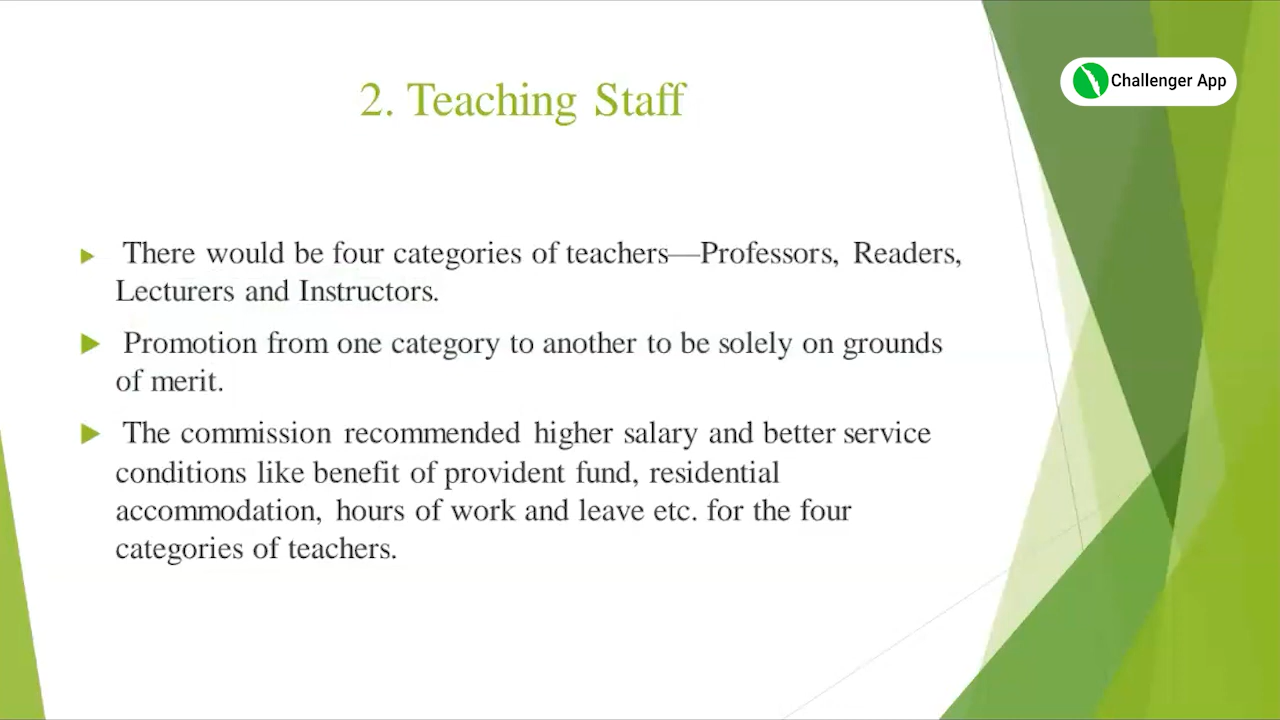 2. Teaching Staff
Challenger App
There would be four categories of teachers—Professors, Readers,
Lecturers and Instructors.
Promotion from one category to another to be solely on grounds
of merit.
The commission recommended higher salary and better service
conditions like benefit of provident fund, residential
accommodation, hours of work and leave etc. for the four
categories of teachers.